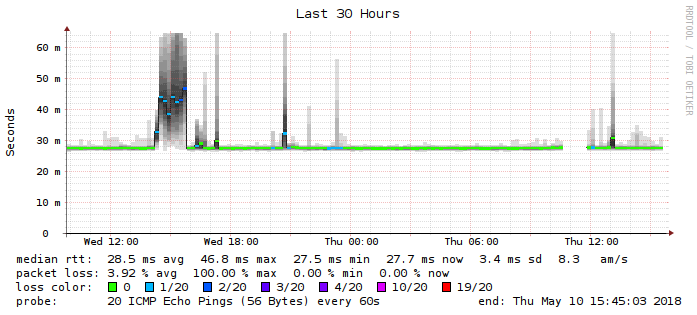 Last 30 Hours
RRDTOOL / TOBI OETIKER
Seconds
60 m
50 m
40 m
30 m
20 m
10 m
0
Wed 12:00 Wed 18:00 Thu 00:00 Thu 06:00 Thu 12:00
median rtt: 28.5 ms avg 46.8 ms max 27.5 ms min 27.7 ms now 3.4 ms sd 8.3 am/s
packet loss: 3.92 % avg 100.00 % max 0.00 % min 0.00 % now
loss color: 0 1/20 2/20 3/20 4/20 10/20 19/20
probe: 20 ICMP Echo Pings (56 Bytes) every 60s end: Thu May 10 15:45:03 2018